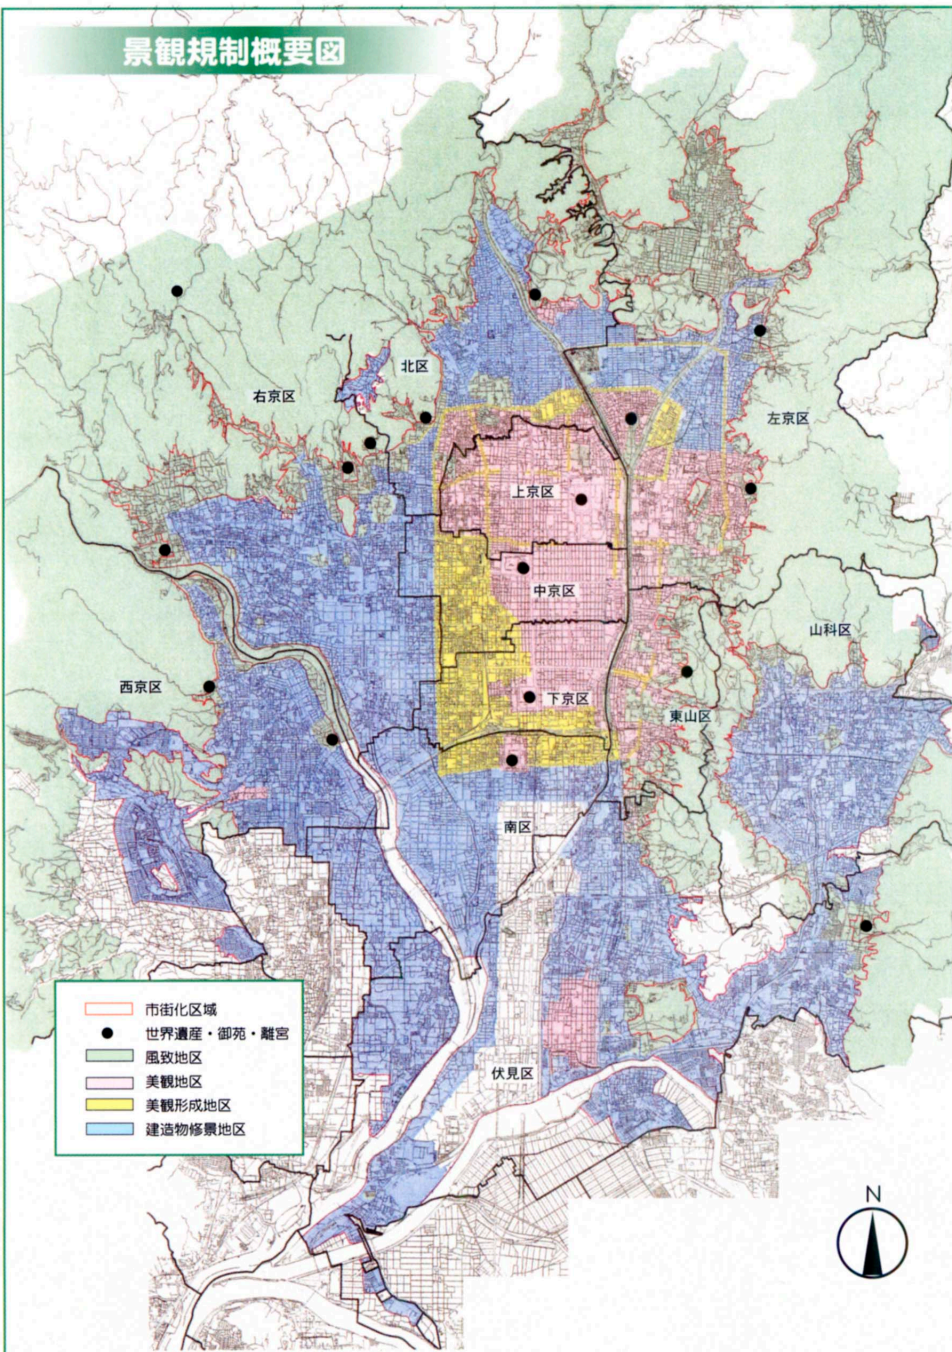 景観規制概要図
北区
右京区
左京区
上京区
中京区
山科区
西京区
下京区
東山区
南区
伏見区
市街化区域
世界遺産・御苑・離宮
風致地区
美観地区
美観形成地区
建造物修景地区
N